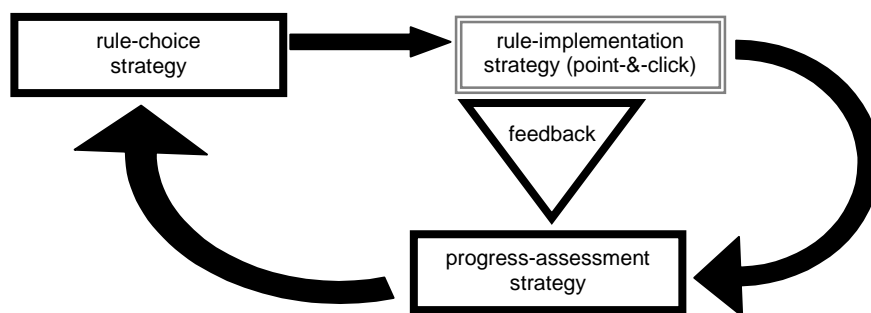 rule-choice
strategy
rule-implementation
strategy (point-&-click)
feedback
progress-assessment
strategy